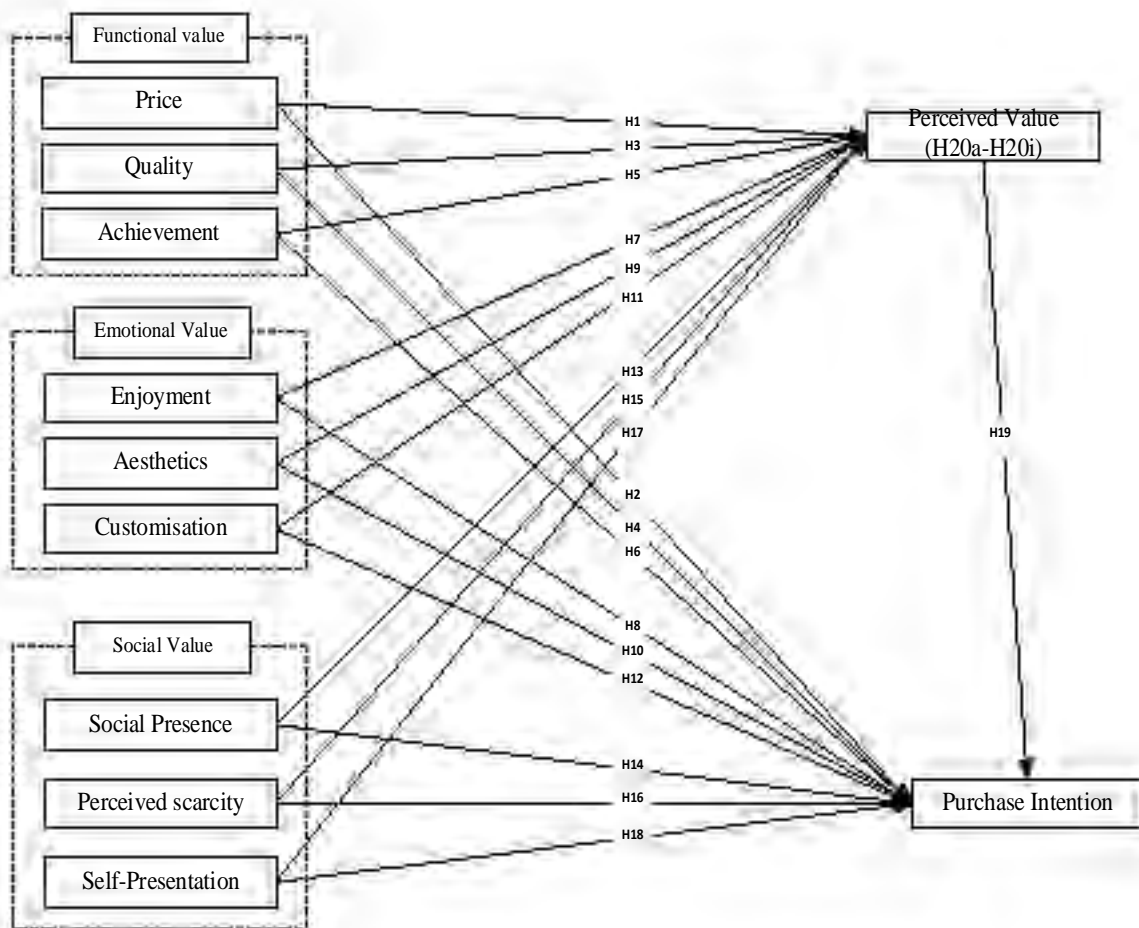 Functional value
Price
Quality
Achievement
Emotional Value
Enjoyment
Aesthetics
Customisation
Social Value
Social Presence
Perceived scarcity
Self-Presentation
H1
H3
H5
H7
H9
H11
H13
H15
H17
H2
H4
H6
H8
H10
H12
H14
H16
H18
Perceived Value
(H20a-H20i)
H19
Purchase Intention